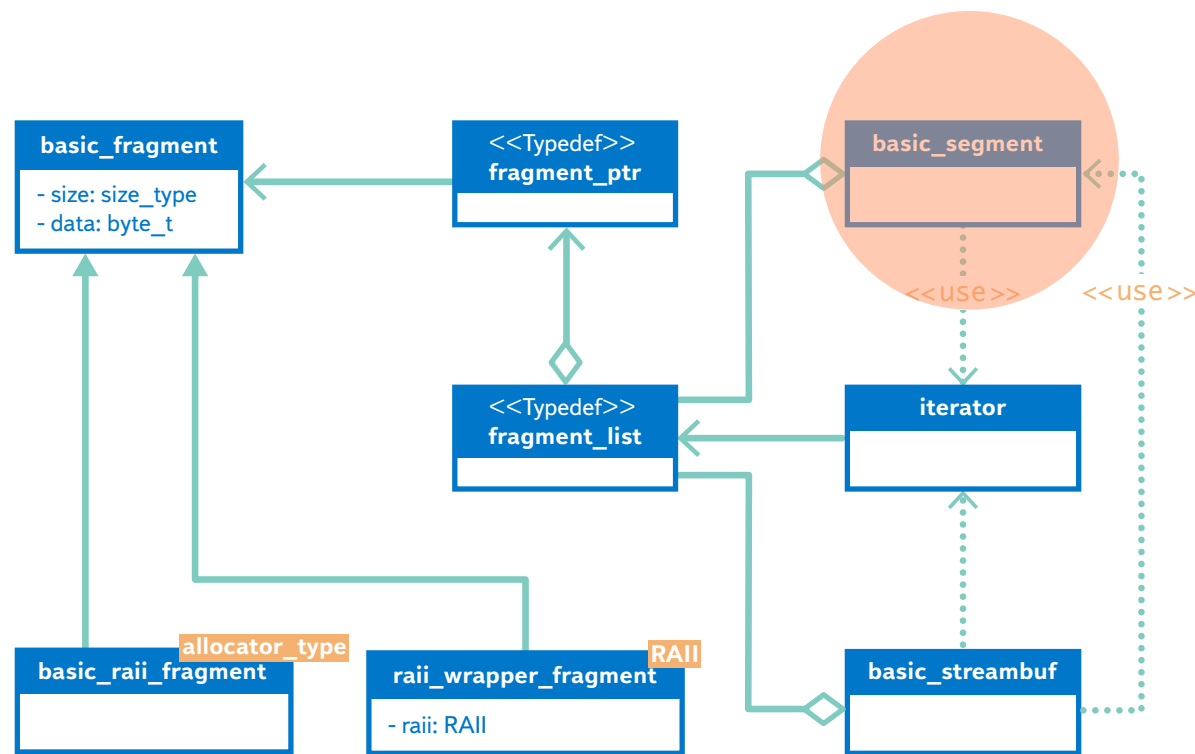 basic_fragment
- size: size_type
- data: byte_t
<<Typedef>>
fragment_ptr
basic_segment
<<use>>
<<use>>
<<Typedef>>
fragment_list
iterator
allocator_type
basic_raii_fragment
RAII
raii_wrapper_fragment
- raii: RAII
basic_streambuf